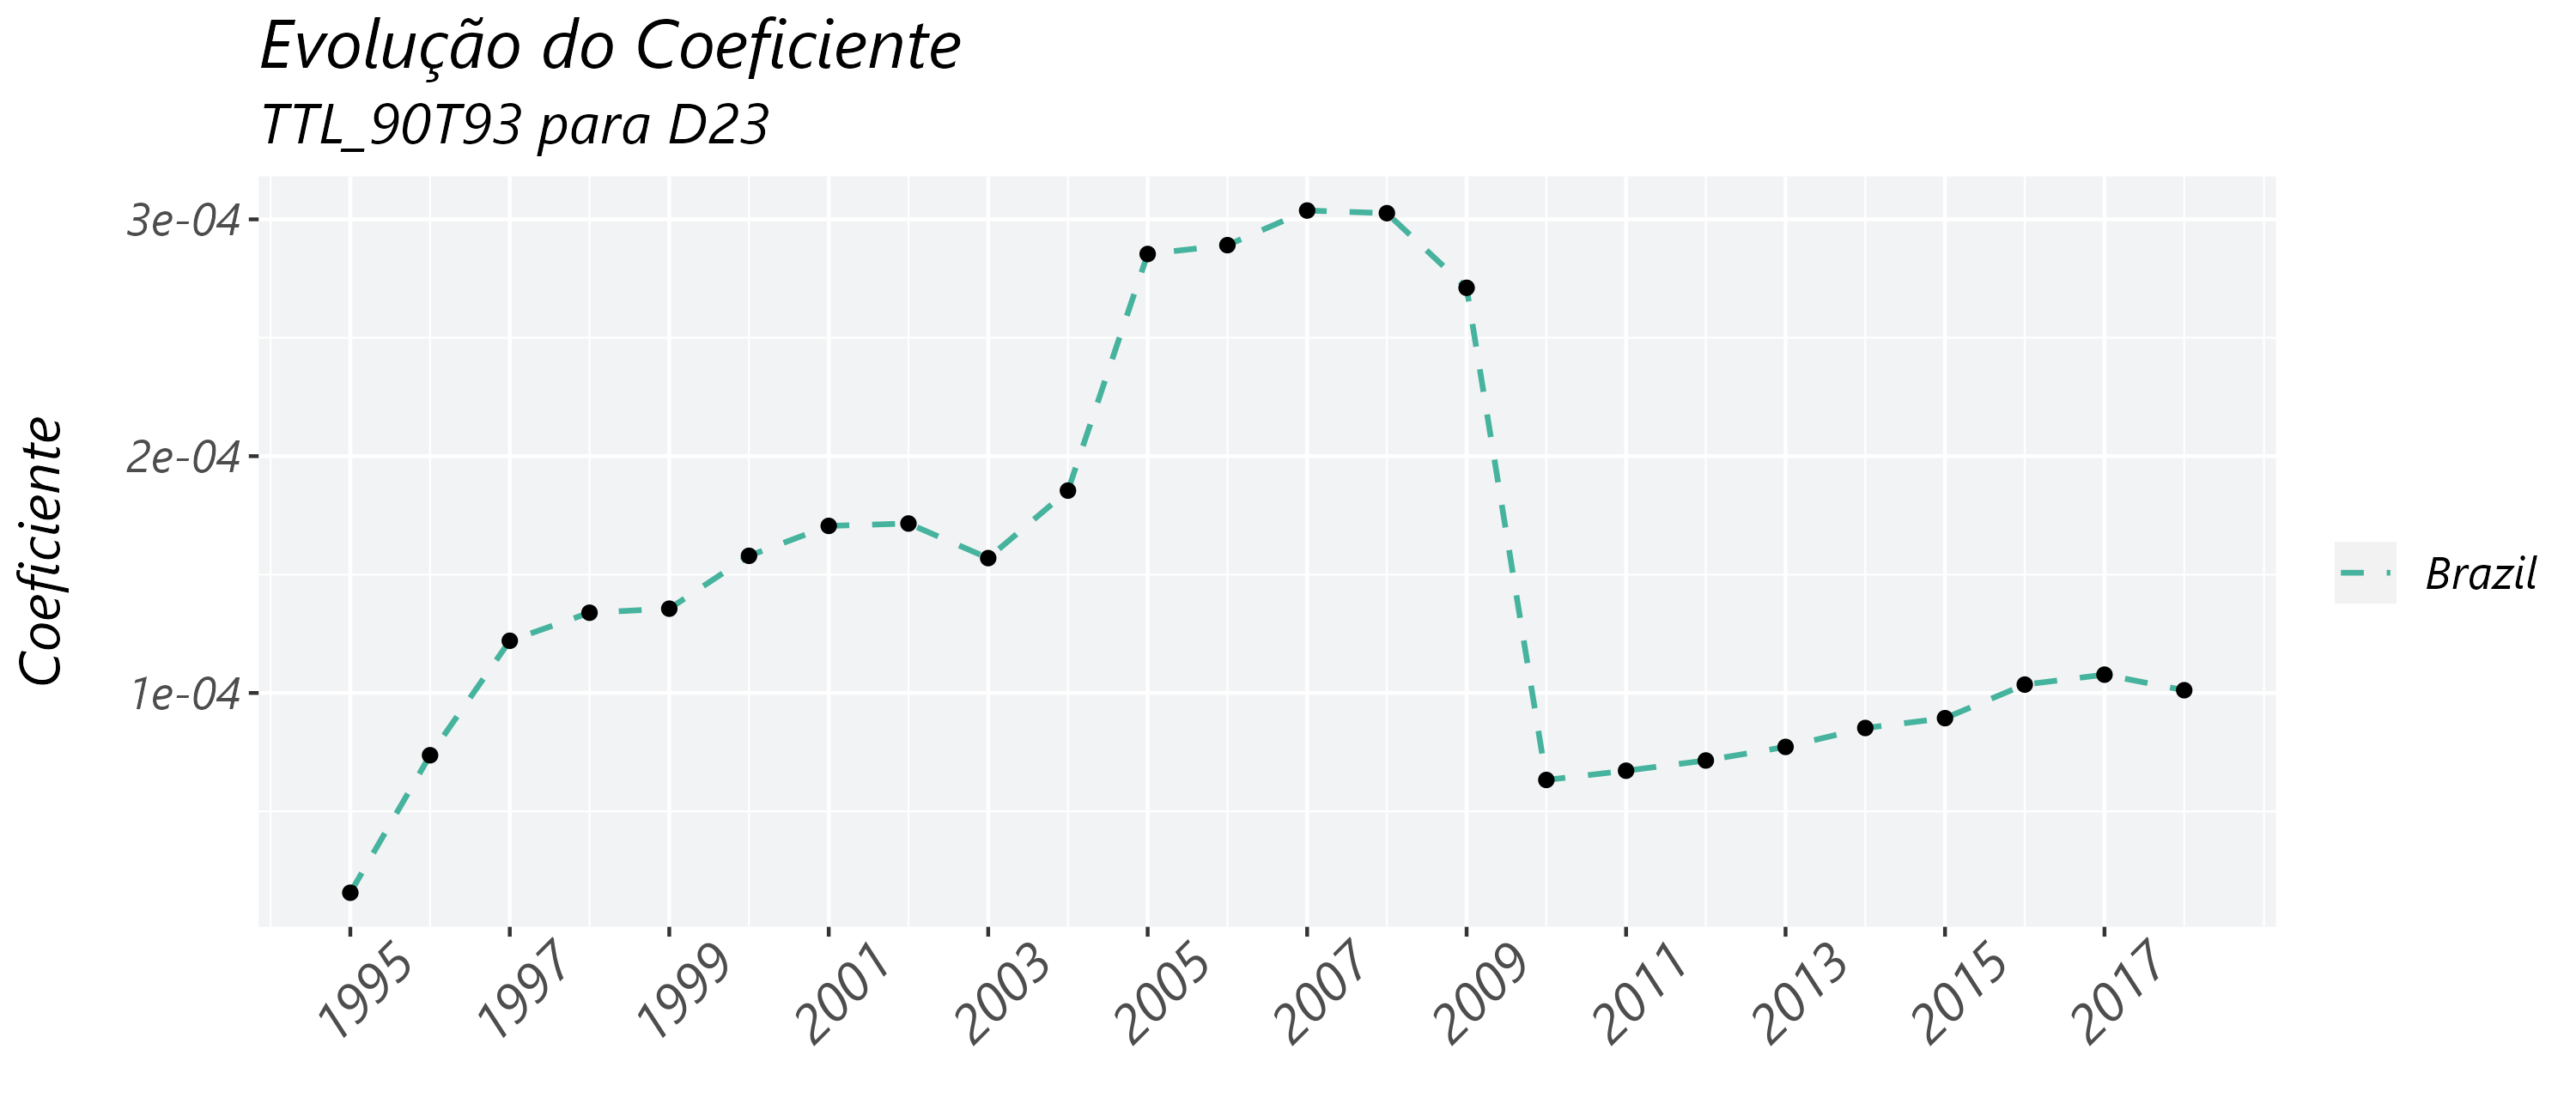 Evolução do Coeficiente
TTL_90T93 para D23
3e-04
2e-04
1e-04
Coeficiente
1995
1997
1999
2001
2003
2005
2007
2009
2011
2013
2015
2017
Brazil